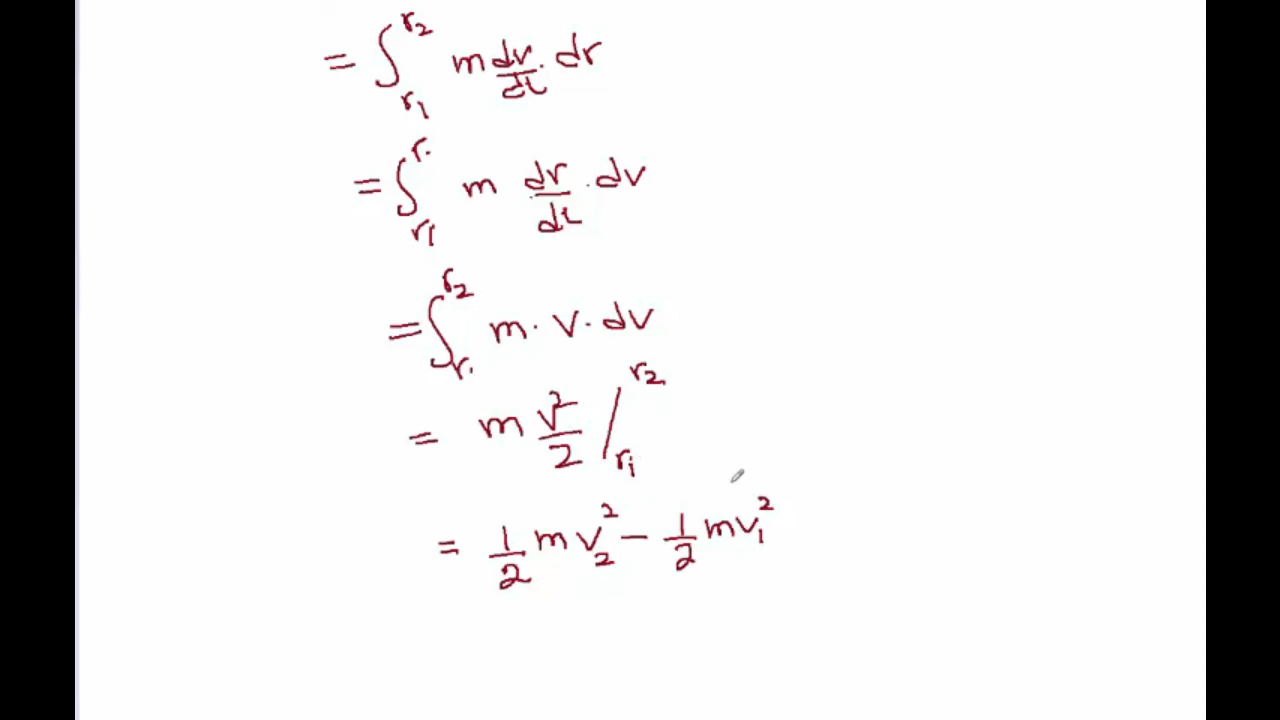 = ∫_{r₁}^{r₂} m dv/dt · dr
= ∫_{r₁}^{r.} m dr/dt · dv
= ∫_{r.}^{r₂} m · v · dv
= m v²/2 /_{r₁}^{r₂}
= 1/2 m v₂² − 1/2 m v₁²